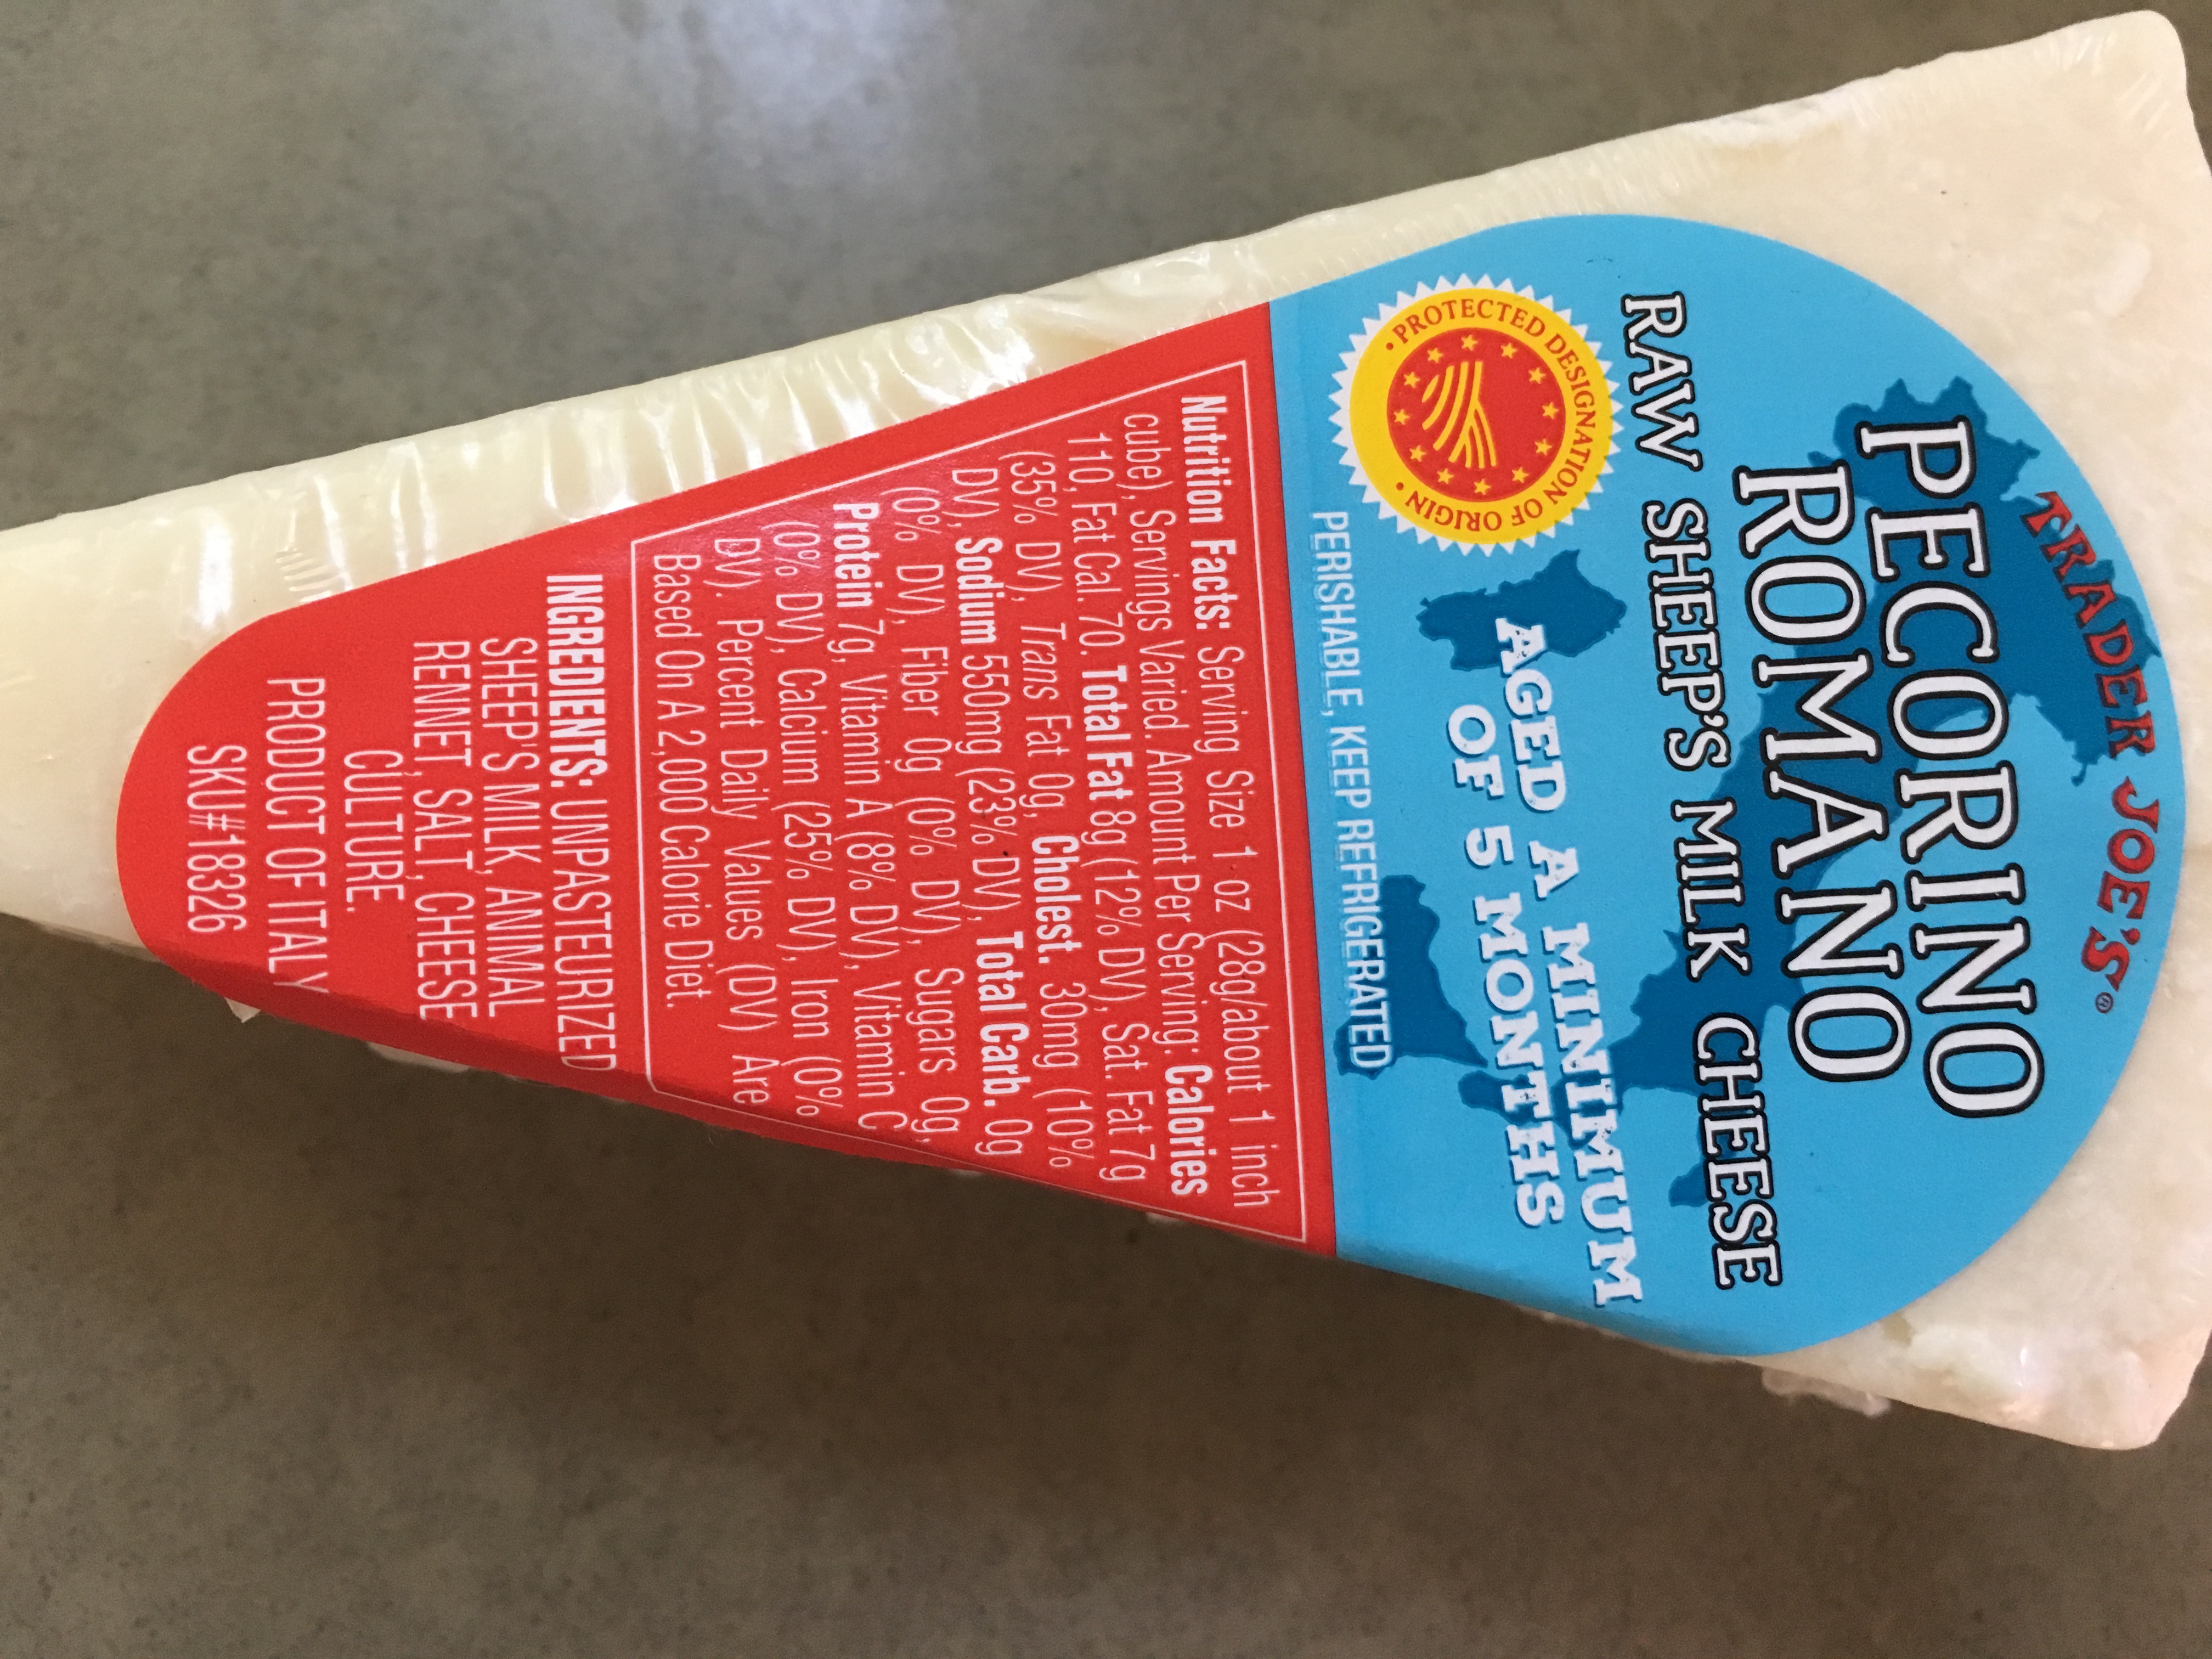 TRADER JOE'S®
PECORINO
ROMANO
RAW SHEEP'S MILK CHEESE
• PROTECTED DESIGNATION OF ORIGIN •
AGED A MINIMUM
OF 5 MONTHS
PERISHABLE, KEEP REFRIGERATED
Nutrition Facts: Serving Size 1 oz (28g/about 1 inch
cube), Servings Varied. Amount Per Serving: Calories
110, Fat Cal. 70. Total Fat 8g (12% DV), Sat. Fat 7g
(35% DV), Trans Fat 0g, Cholest. 30mg (10%
DV), Sodium 550mg (23% DV), Total Carb. 0g
(0% DV), Fiber 0g (0% DV), Sugars 0g,
Protein 7g, Vitamin A (8% DV), Vitamin C
(0% DV), Calcium (25% DV), Iron (0%
DV). Percent Daily Values (DV) Are
Based On A 2,000 Calorie Diet.
INGREDIENTS: UNPASTEURIZED
SHEEP'S MILK, ANIMAL
RENNET, SALT, CHEESE
CULTURE.
PRODUCT OF ITALY
SKU#18326